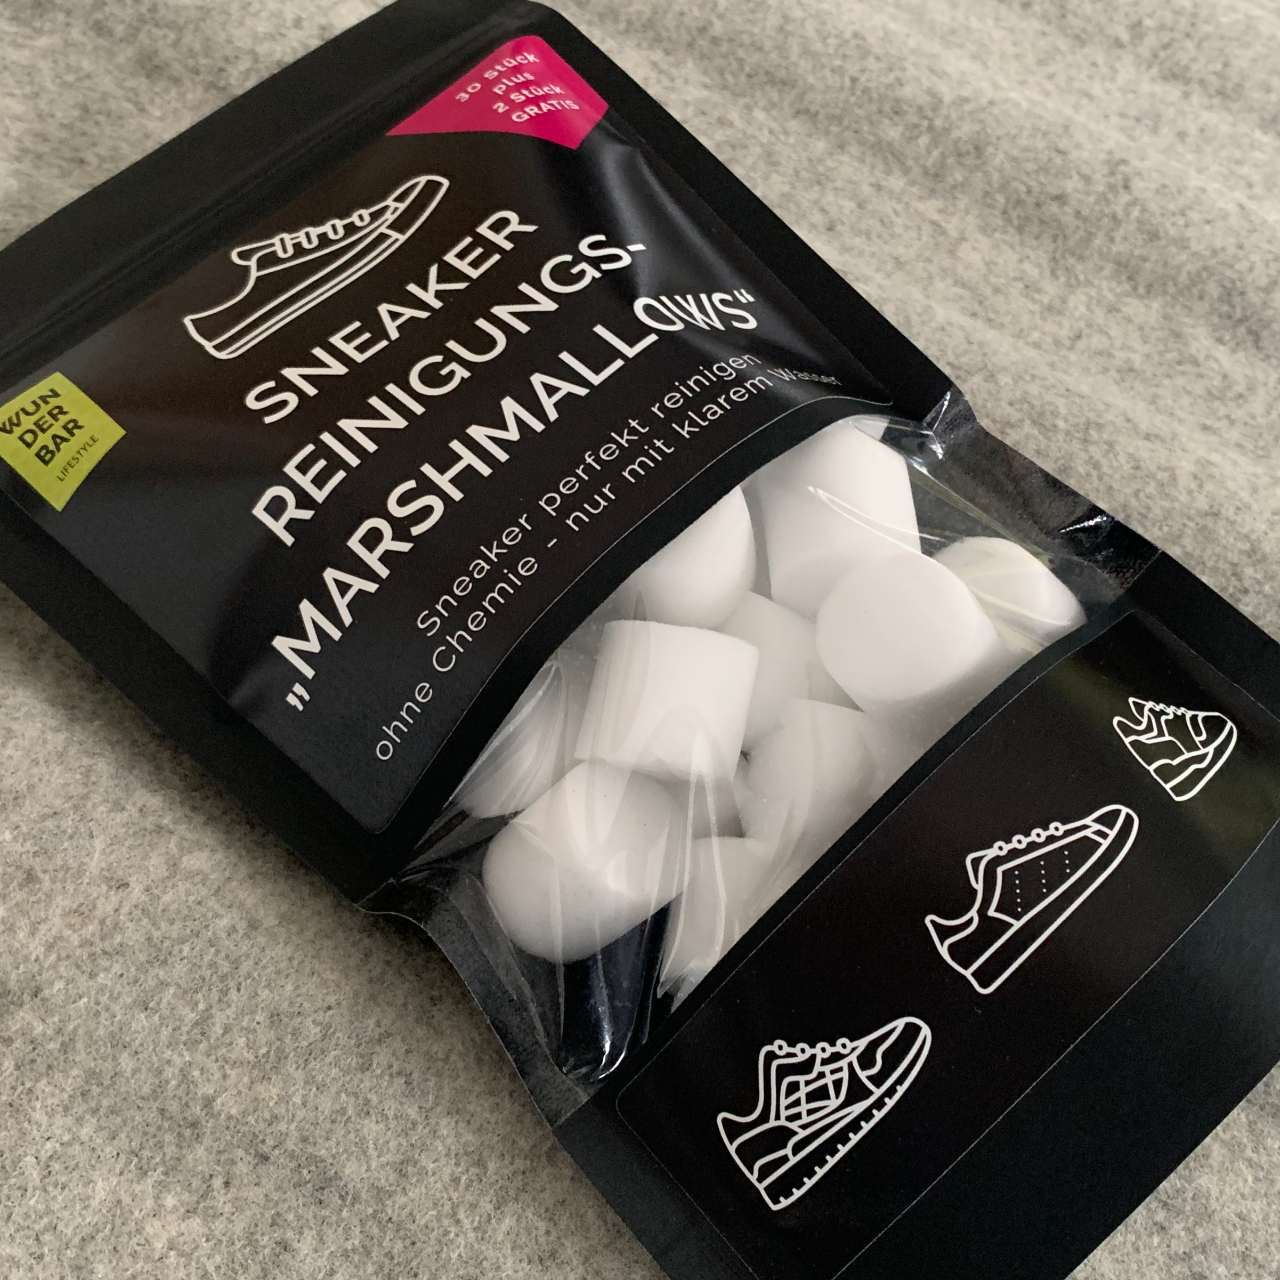 30 Stück
plus
2 Stück
GRATIS
SNEAKER
REINIGUNGS-
„MARSHMALLOWS“
Sneaker perfekt reinigen
ohne Chemie - nur mit klarem Wasser
WUN
DER
BAR
LIFESTYLE